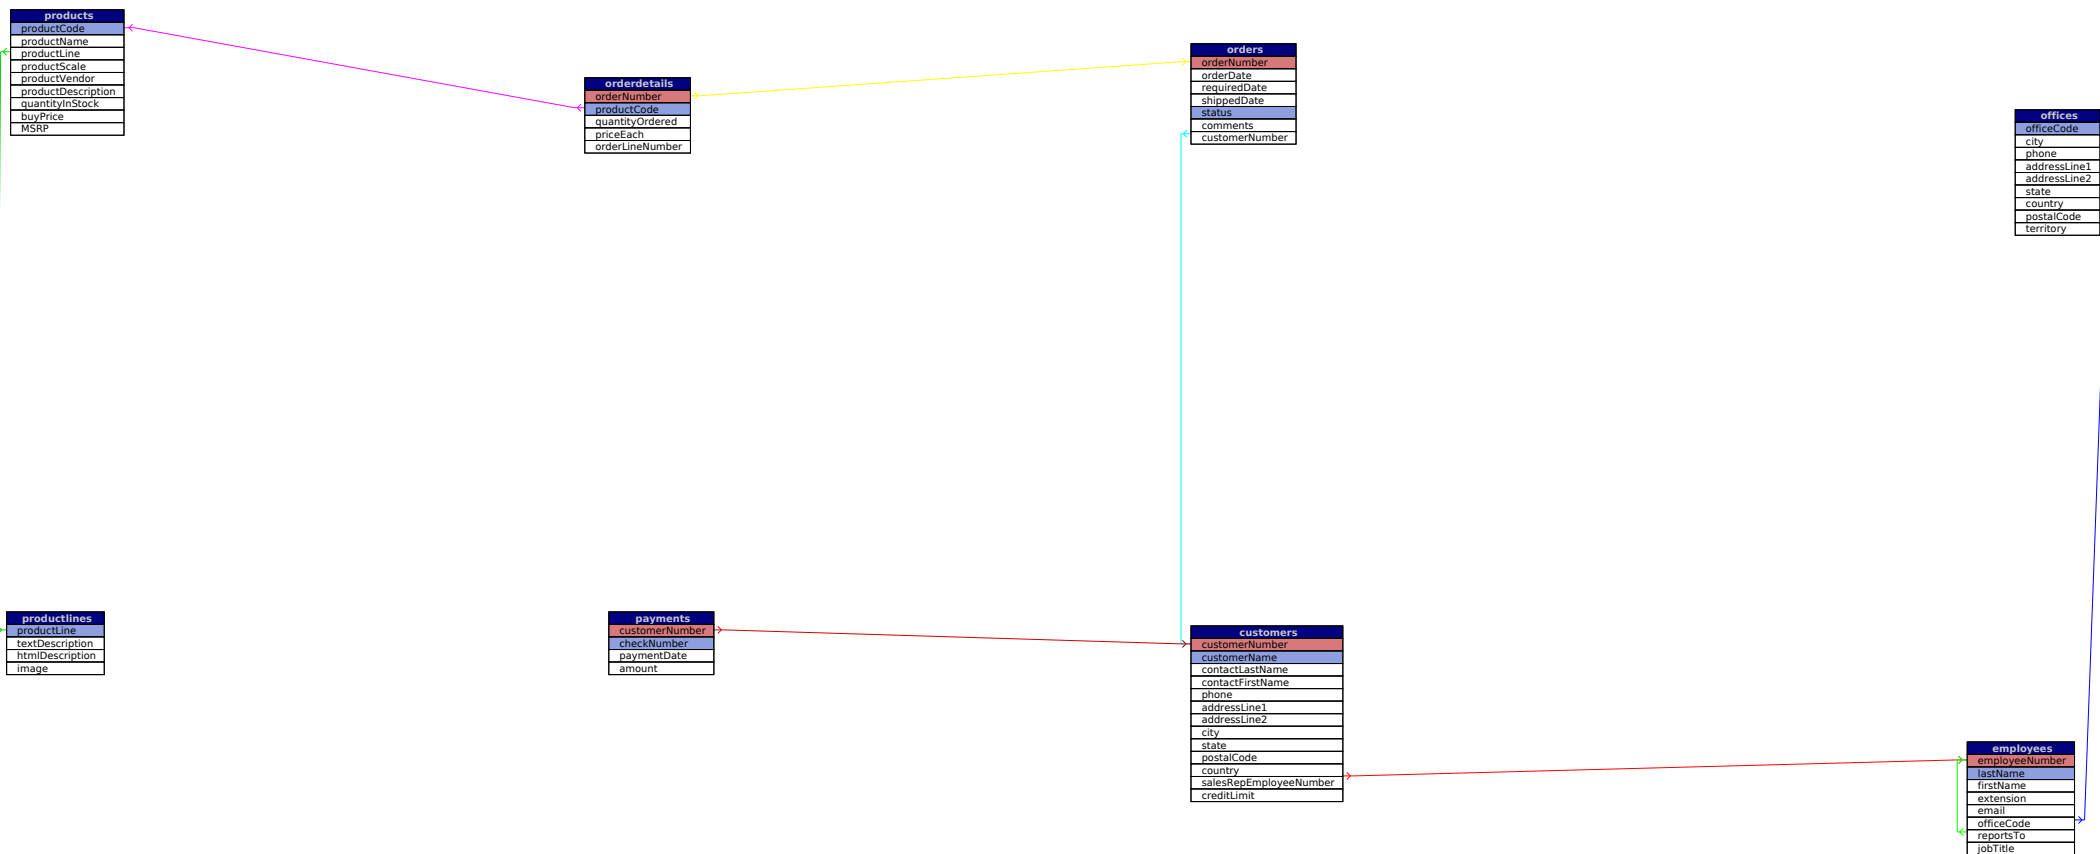 products
productCode
productName
productLine
productScale
productVendor
productDescription
quantityInStock
buyPrice
MSRP
orderdetails
orderNumber
productCode
quantityOrdered
priceEach
orderLineNumber
orders
orderNumber
orderDate
requiredDate
shippedDate
status
comments
customerNumber
offices
officeCode
city
phone
addressLine1
addressLine2
state
country
postalCode
territory
productlines
productLine
textDescription
htmlDescription
image
payments
customerNumber
checkNumber
paymentDate
amount
customers
customerNumber
customerName
contactLastName
contactFirstName
phone
addressLine1
addressLine2
city
state
postalCode
country
salesRepEmployeeNumber
creditLimit
employees
employeeNumber
lastName
firstName
extension
email
officeCode
reportsTo
jobTitle